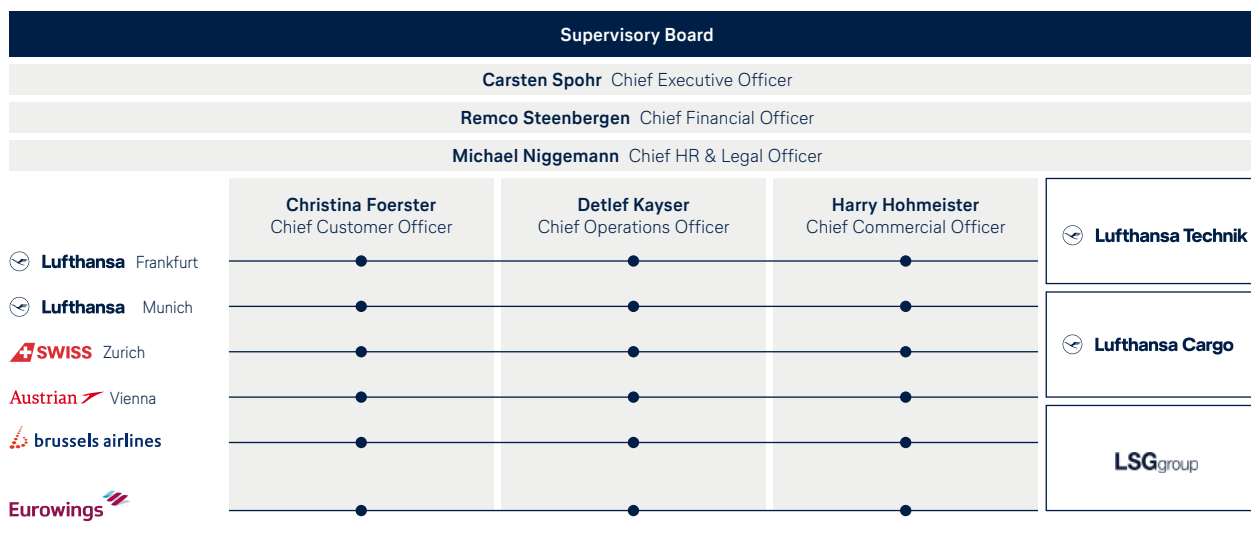 Supervisory Board
Carsten Spohr Chief Executive Officer
Remco Steenbergen Chief Financial Officer
Michael Niggemann Chief HR & Legal Officer
Christina Foerster
Chief Customer Officer
Detlef Kayser
Chief Operations Officer
Harry Hohmeister
Chief Commercial Officer
Lufthansa Technik
Lufthansa Frankfurt
Lufthansa Munich
SWISS Zurich
Lufthansa Cargo
Austrian Vienna
brussels airlines
LSGgroup
Eurowings